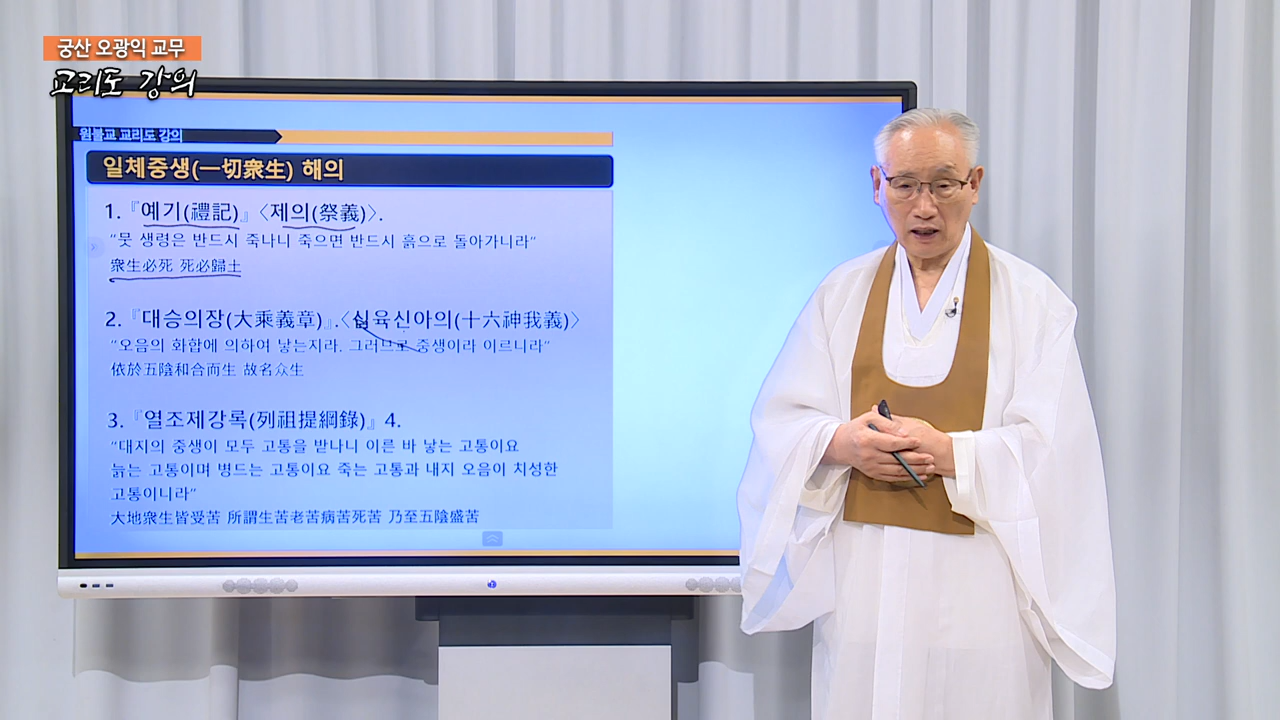 궁산 오광익 교무
교리도 강의
원불교 교리도 강의
일체중생(一切衆生) 해의
1. 『예기(禮記)』 〈제의(祭義)〉.
“뭇 생령은 반드시 죽나니 죽으면 반드시 흙으로 돌아가니라”
衆生必死 死必歸土
2. 『대승의장(大乘義章)』.〈십육신아의(十六神我義)〉
“오음의 화합에 의하여 낳는지라. 그러므로 중생이라 이르니라”
依於五陰和合而生 故名众生
3. 『열조제강록(列祖提綱錄)』 4.
“대지의 중생이 모두 고통을 받나니 이른 바 낳는 고통이요
늙는 고통이며 병드는 고통이요 죽는 고통과 내지 오음이 치성한
고통이니라”
大地衆生皆受苦 所謂生苦老苦病苦死苦 乃至五陰盛苦